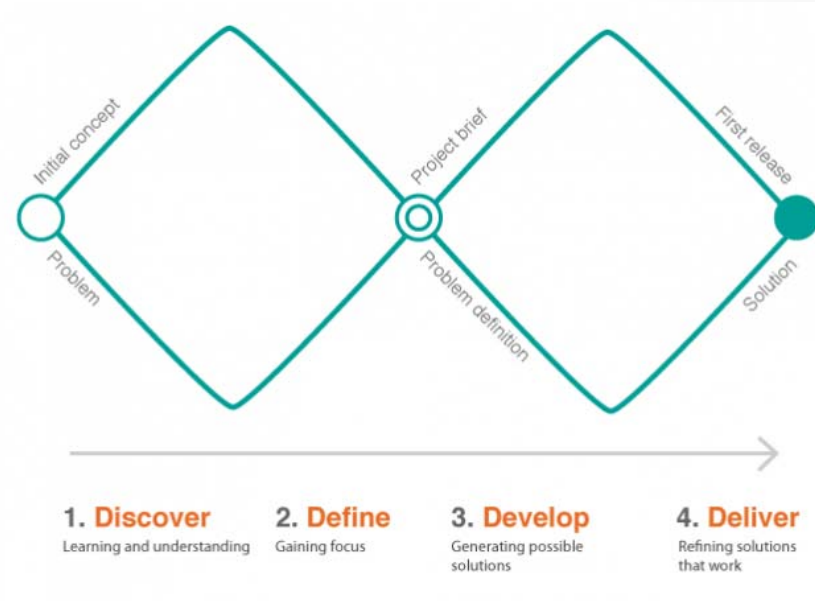 Initial concept
Project brief
First release
Problem
Problem definition
Solution
1. Discover
Learning and understanding
2. Define
Gaining focus
3. Develop
Generating possible
solutions
4. Deliver
Refining solutions
that work